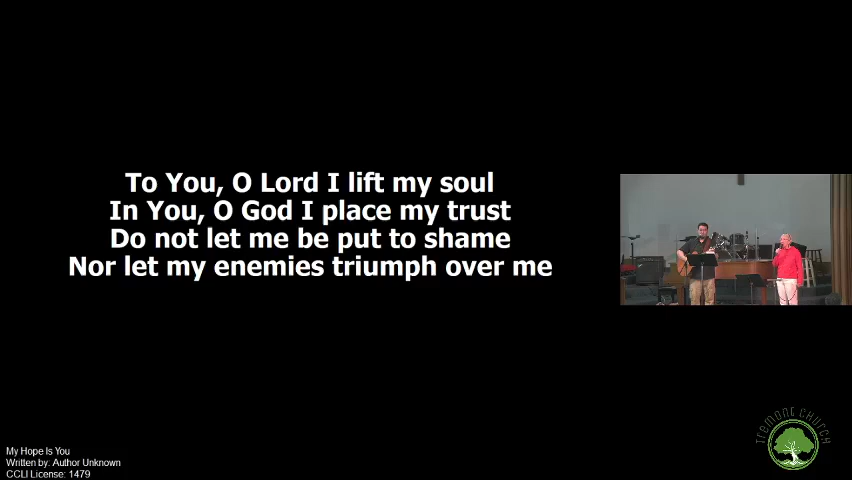 To You, O Lord I lift my soul
In You, O God I place my trust
Do not let me be put to shame
Nor let my enemies triumph over me
My Hope Is You
Written by: Author Unknown
CCLI License: 1479
TREMONT CHURCH